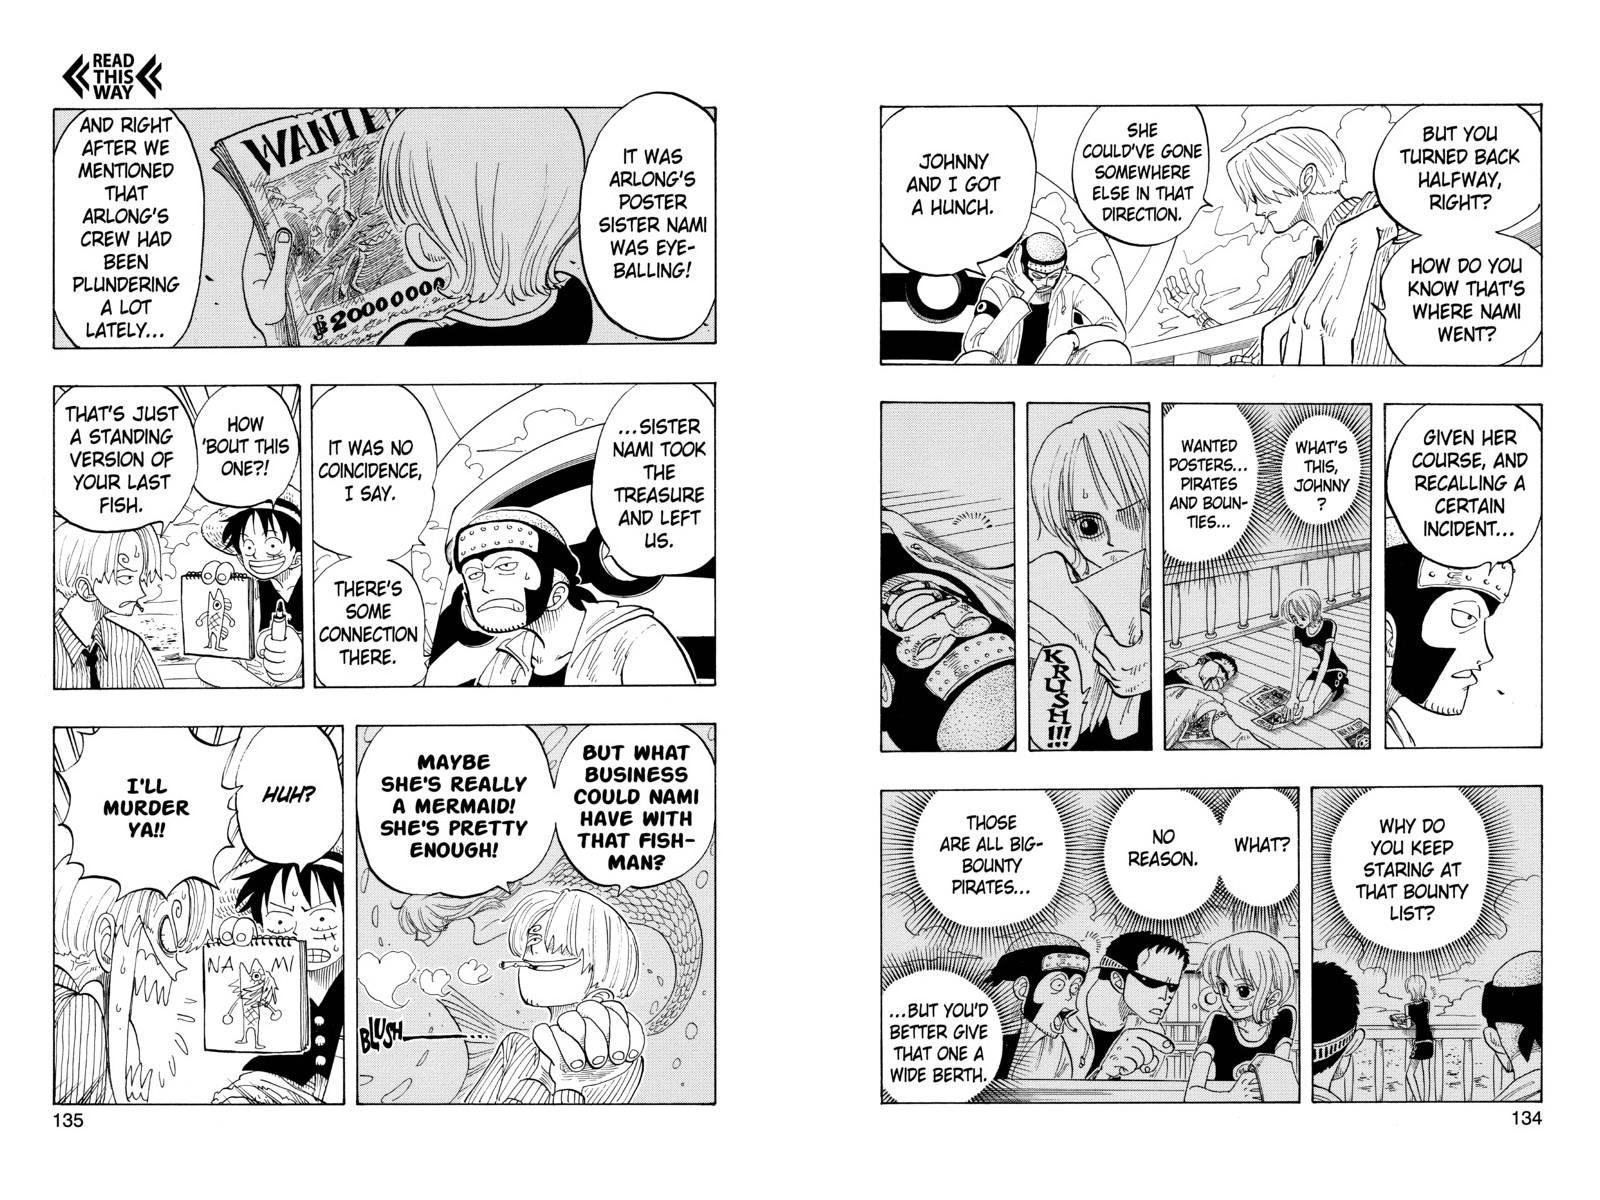 READ
THIS
WAY
BUT YOU
TURNED BACK
HALFWAY,
RIGHT?
HOW DO YOU
KNOW THAT'S
WHERE NAMI
WENT?
SHE
COULD'VE GONE
SOMEWHERE
ELSE IN THAT
DIRECTION.
JOHNNY
AND I GOT
A HUNCH.
GIVEN HER
COURSE, AND
RECALLING A
CERTAIN
INCIDENT...
WHAT'S
THIS,
JOHNNY
?
WANTED
POSTERS...
PIRATES
AND BOUN-
TIES...
KRUSH!!!
WHY DO
YOU KEEP
STARING AT
THAT BOUNTY
LIST?
WHAT?
NO
REASON.
THOSE
ARE ALL BIG-
BOUNTY
PIRATES...
...BUT YOU'D
BETTER GIVE
THAT ONE A
WIDE BERTH.
134
IT WAS
ARLONG'S
POSTER
SISTER NAMI
WAS EYE-
BALLING!
WANTE
2000000
AND RIGHT
AFTER WE
MENTIONED
THAT
ARLONG'S
CREW HAD
BEEN
PLUNDERING
A LOT
LATELY...
...SISTER
NAMI TOOK
THE
TREASURE
AND LEFT
US.
IT WAS NO
COINCIDENCE,
I SAY.
THERE'S
SOME
CONNECTION
THERE.
HOW
'BOUT THIS
ONE?!
THAT'S JUST
A STANDING
VERSION OF
YOUR LAST
FISH.
BUT WHAT
BUSINESS
COULD NAMI
HAVE WITH
THAT FISH-
MAN?
MAYBE
SHE'S REALLY
A MERMAID!
SHE'S PRETTY
ENOUGH!
BLUSH
HUH?
I'LL
MURDER
YA!!
NAMI
135